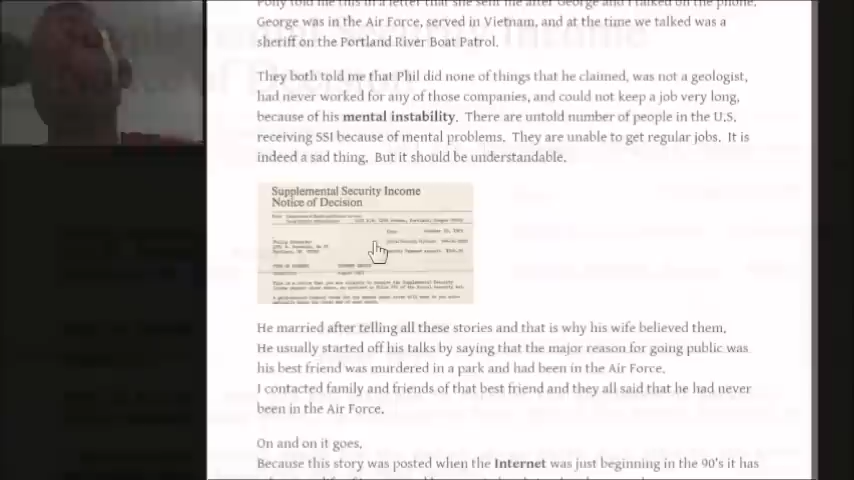 Pony told me this in a letter that she sent me after George and I talked on the phone,
George was in the Air Force, served in Vietnam, and at the time we talked was a
sheriff on the Portland River Boat Patrol.
They both told me that Phil did none of things that he claimed, was not a geologist,
had never worked for any of those companies, and could not keep a job very long,
because of his mental instability. There are untold number of people in the U.S.
receiving SSI because of mental problems. They are unable to get regular jobs. It is
indeed a sad thing. But it should be understandable.
Supplemental Security Income
Notice of Decision
He married after telling all these stories and that is why his wife believed them.
He usually started off his talks by saying that the major reason for going public was
his best friend was murdered in a park and had been in the Air Force.
I contacted family and friends of that best friend and they all said that he had never
been in the Air Force.
On and on it goes.
Because this story was posted when the Internet was just beginning in the 90's it has